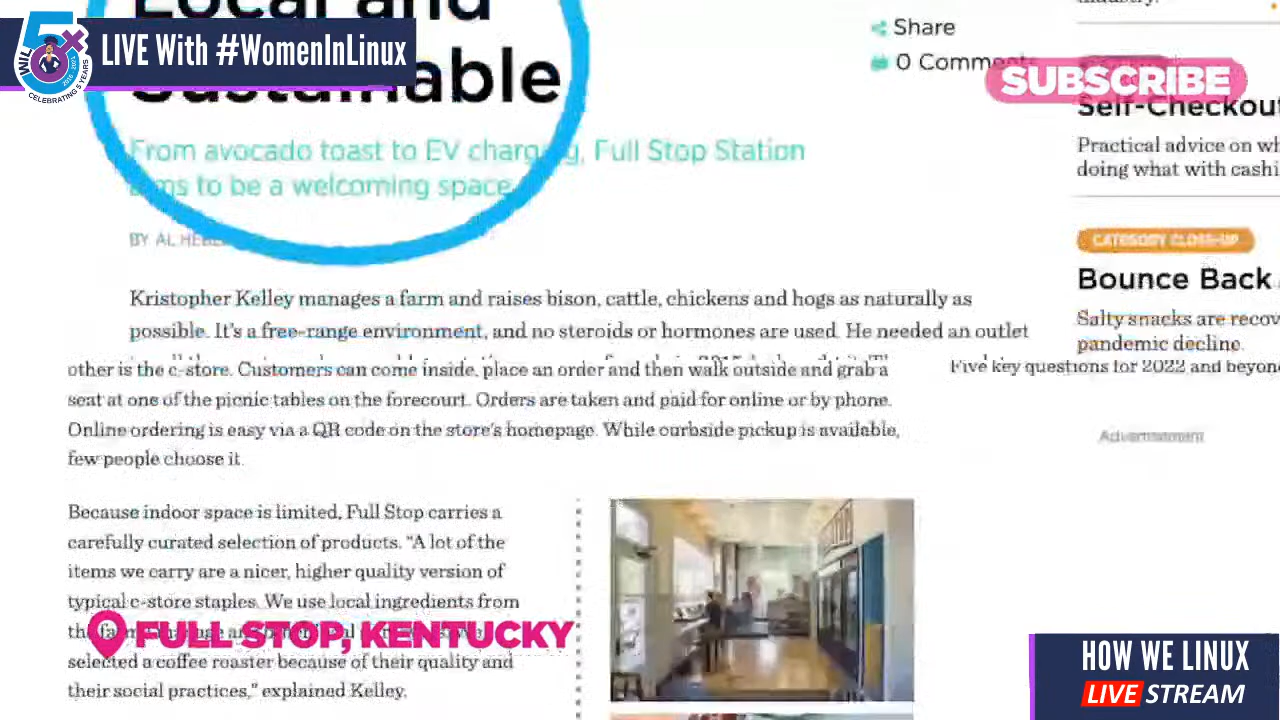 Local and
Sustainable
LIVE With #WomenInLinux
WIL
CELEBRATING 5 YEARS
Share
0 Comments
SUBSCRIBE
Self-Checkout
Practical advice on wh
doing what with cashi
From avocado toast to EV charging, Full Stop Station
aims to be a welcoming space
BY AL HEBE
CATEGORY CLOSE-UP
Bounce Back
Salty snacks are recov
pandemic decline.
Kristopher Kelley manages a farm and raises bison, cattle, chickens and hogs as naturally as
possible. It's a free-range environment, and no steroids or hormones are used. He needed an outlet
other is the c-store. Customers can come inside, place an order and then walk outside and grab a
seat at one of the picnic tables on the forecourt. Orders are taken and paid for online or by phone.
Online ordering is easy via a QR code on the store's homepage. While curbside pickup is available,
few people choose it.
Five key questions for 2022 and beyon
Advertisement
Because indoor space is limited, Full Stop carries a
carefully curated selection of products. "A lot of the
items we carry are a nicer, higher quality version of
typical c-store staples. We use local ingredients from
FULL STOP, KENTUCKY
selected a coffee roaster because of their quality and
their social practices," explained Kelley.
HOW WE LINUX
LIVE STREAM